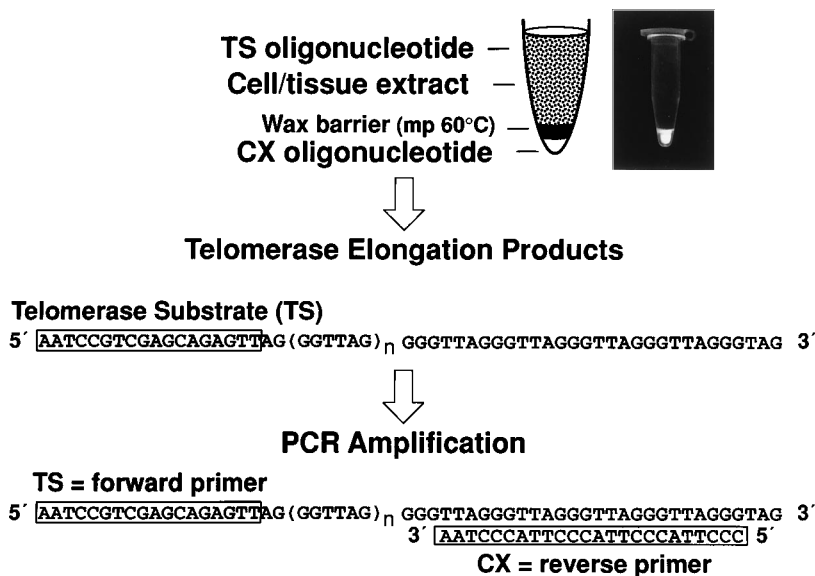 TS oligonucleotide
Cell/tissue extract
Wax barrier (mp 60°C)
CX oligonucleotide
Telomerase Elongation Products
Telomerase Substrate (TS)
5´ AATCCGTCGAGCAGAGTTAG(GGTTAG)n GGGTTAGGGTTAGGGTTAGGGTTAGGGTAG 3´
PCR Amplification
TS = forward primer
5´ AATCCGTCGAGCAGAGTTAG(GGTTAG)n GGGTTAGGGTTAGGGTTAGGGTTAGGGTAG 3´
3´ AATCCCATTCCCATTCCCATTCCC 5´
CX = reverse primer